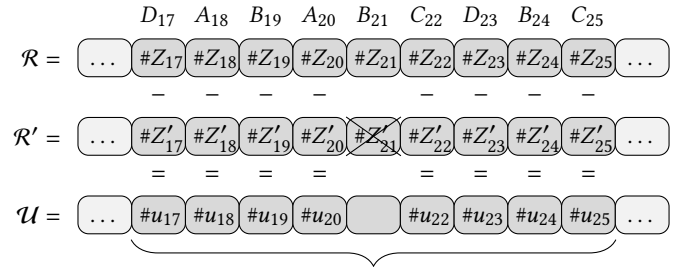 D₁₇ A₁₈ B₁₉ A₂₀ B₂₁ C₂₂ D₂₃ B₂₄ C₂₅
ℛ = ... #Z₁₇ #Z₁₈ #Z₁₉ #Z₂₀ #Z₂₁ #Z₂₂ #Z₂₃ #Z₂₄ #Z₂₅ ...
− − − − − − − −
ℛ′ = ... #Z′₁₇ #Z′₁₈ #Z′₁₉ #Z′₂₀ #Z′₂₁ #Z′₂₂ #Z′₂₃ #Z′₂₄ #Z′₂₅ ...
= = = = = = = =
𝒰 = ... #u₁₇ #u₁₈ #u₁₉ #u₂₀ #u₂₂ #u₂₃ #u₂₄ #u₂₅ ...